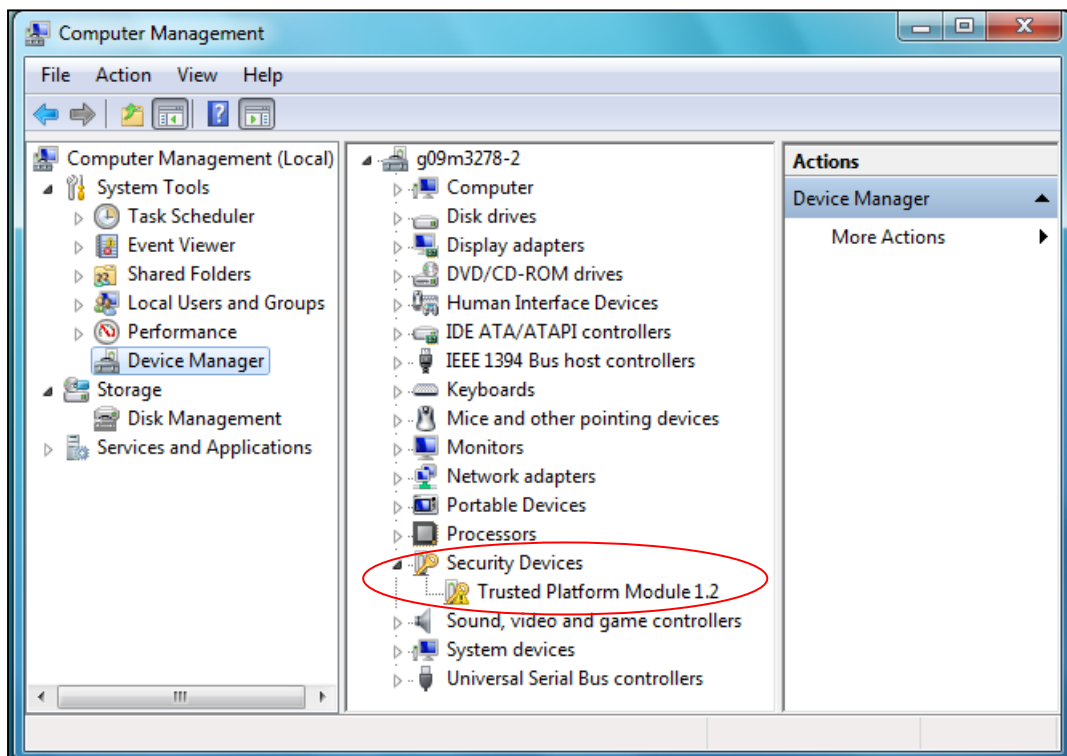 Computer Management
File Action View Help
Computer Management (Local)
System Tools
Task Scheduler
Event Viewer
Shared Folders
Local Users and Groups
Performance
Device Manager
Storage
Disk Management
Services and Applications
g09m3278-2
Computer
Disk drives
Display adapters
DVD/CD-ROM drives
Human Interface Devices
IDE ATA/ATAPI controllers
IEEE 1394 Bus host controllers
Keyboards
Mice and other pointing devices
Monitors
Network adapters
Portable Devices
Processors
Security Devices
Trusted Platform Module 1.2
Sound, video and game controllers
System devices
Universal Serial Bus controllers
Actions
Device Manager
More Actions